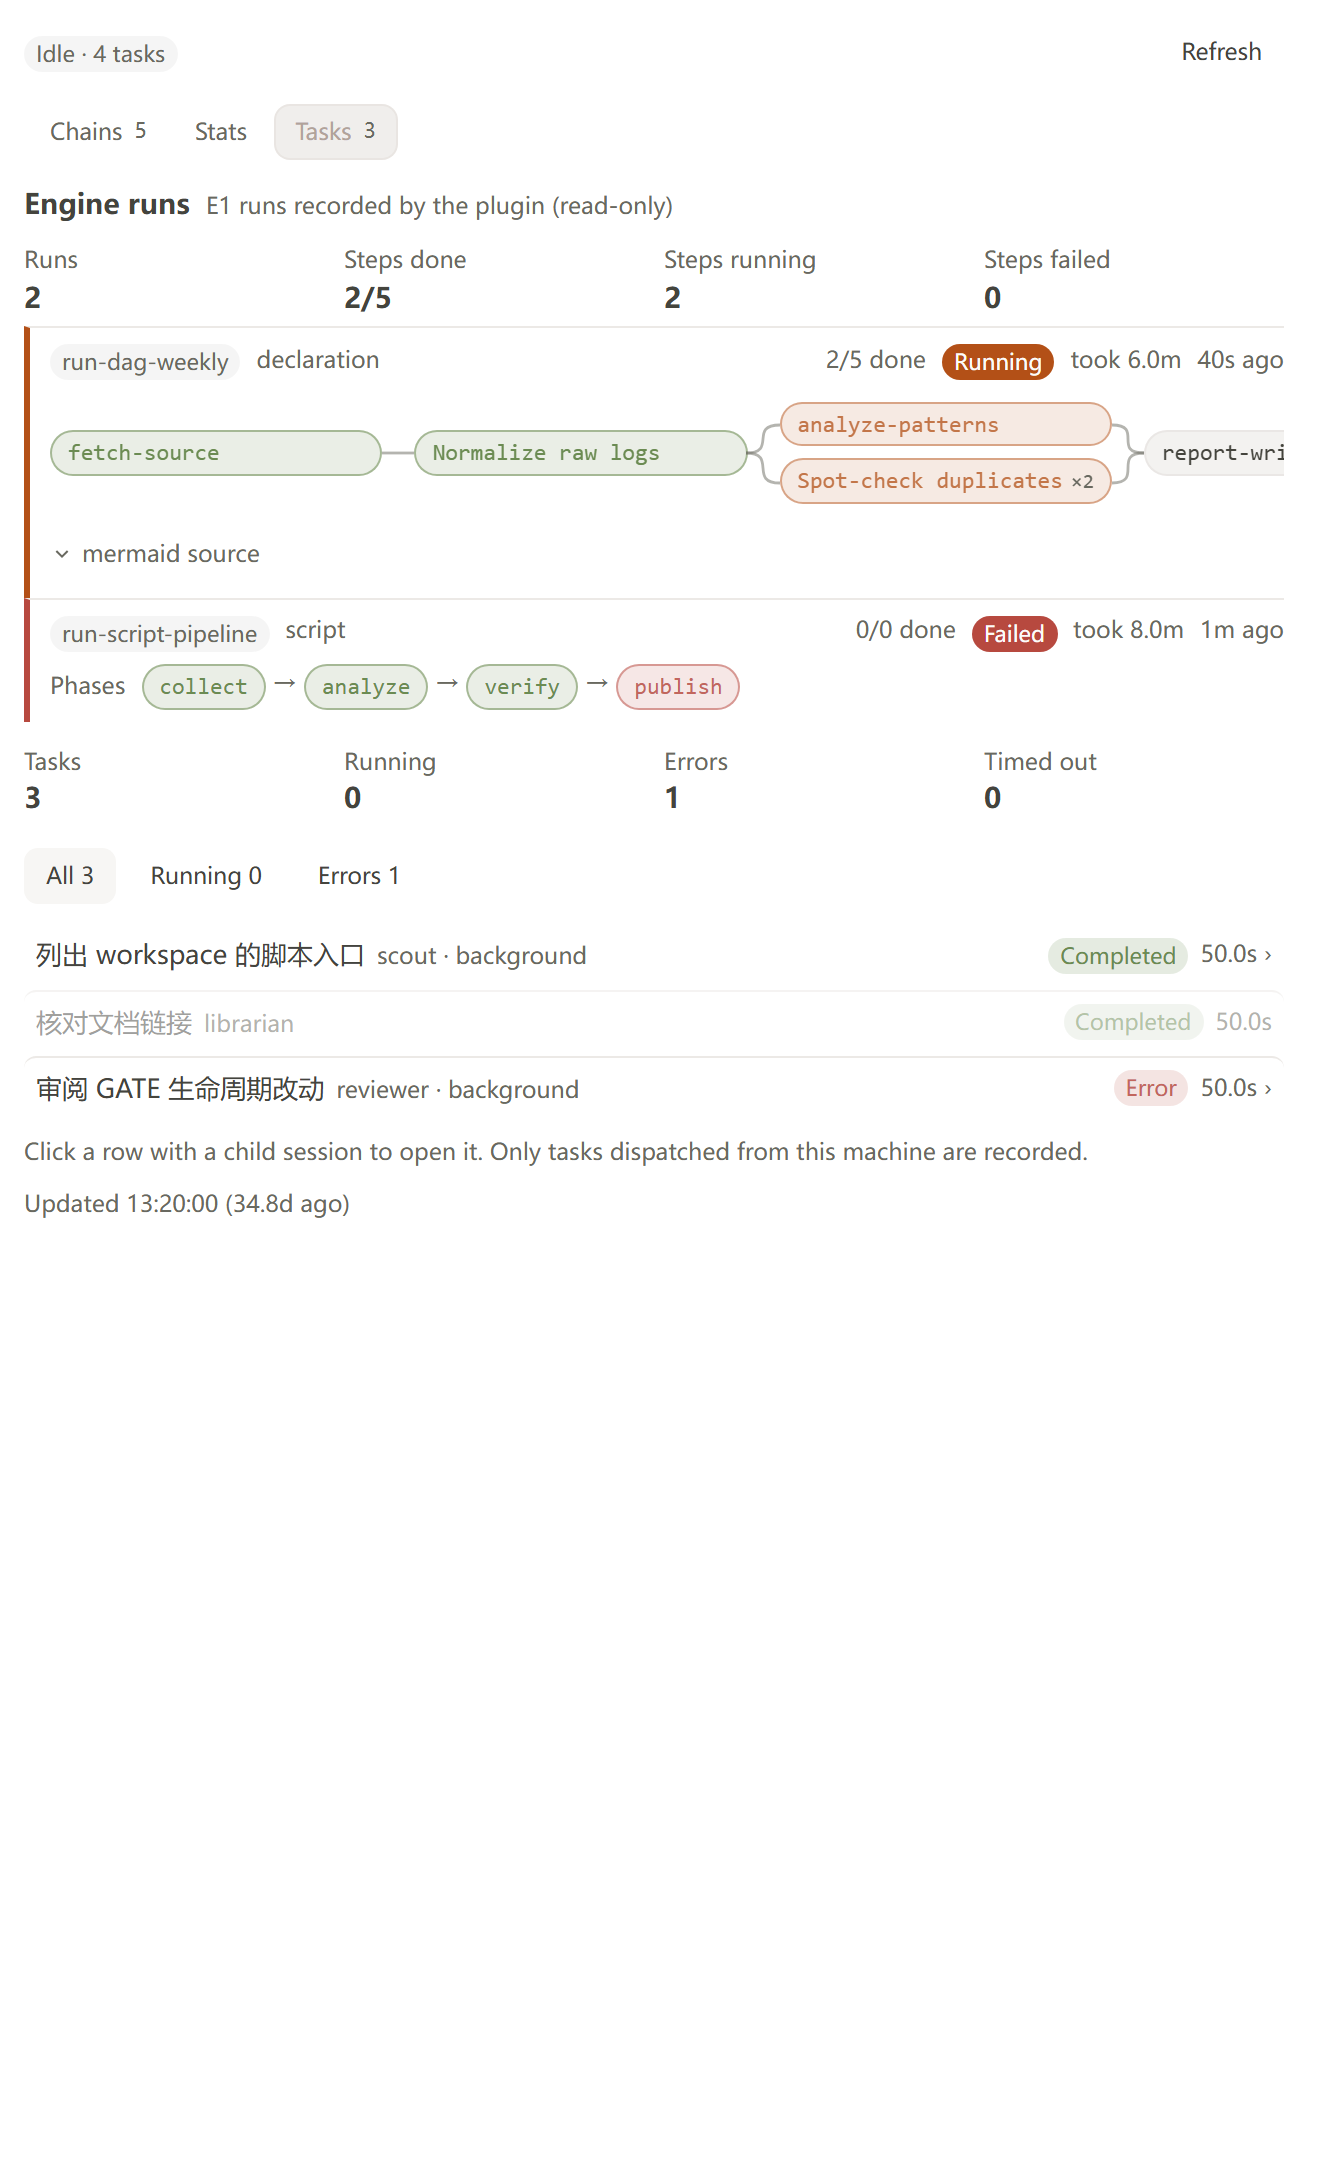 Idle · 4 tasks
Refresh
Chains 5 Stats Tasks 3
Engine runs E1 runs recorded by the plugin (read-only)
Runs Steps done Steps running Steps failed
2 2/5 2 0
run-dag-weekly declaration 2/5 done Running took 6.0m 40s ago
analyze-patterns
fetch-source Normalize raw logs report-wri
Spot-check duplicates ×2
mermaid source
run-script-pipeline script 0/0 done Failed took 8.0m 1m ago
Phases collect → analyze → verify → publish
Tasks Running Errors Timed out
3 0 1 0
All 3 Running 0 Errors 1
列出 workspace 的脚本入口 scout · background Completed 50.0s ›
核对文档链接 librarian Completed 50.0s
审阅 GATE 生命周期改动 reviewer · background Error 50.0s ›
Click a row with a child session to open it. Only tasks dispatched from this machine are recorded.
Updated 13:20:00 (34.8d ago)